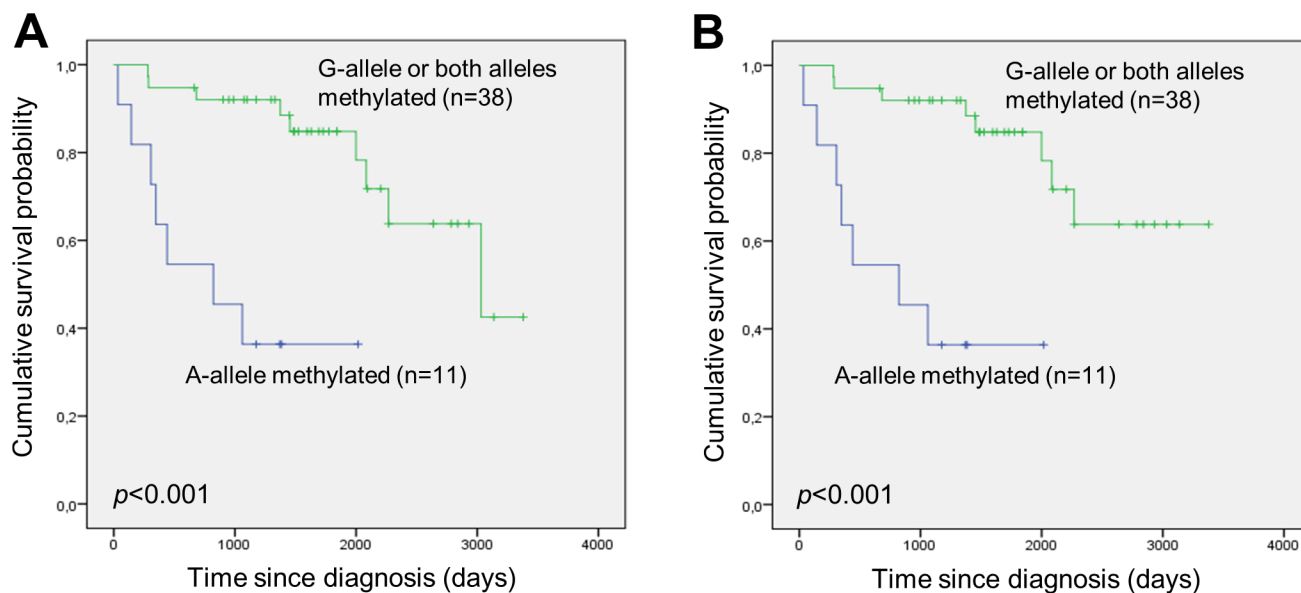 A
Cumulative survival probability
1,0
0,8
0,6
0,4
0,2
0,0
G-allele or both alleles
methylated (n=38)
A-allele methylated (n=11)
p<0.001
0 1000 2000 3000 4000
Time since diagnosis (days)
B
Cumulative survival probability
1,0
0,8
0,6
0,4
0,2
0,0
G-allele or both alleles
methylated (n=38)
A-allele methylated (n=11)
p<0.001
0 1000 2000 3000 4000
Time since diagnosis (days)